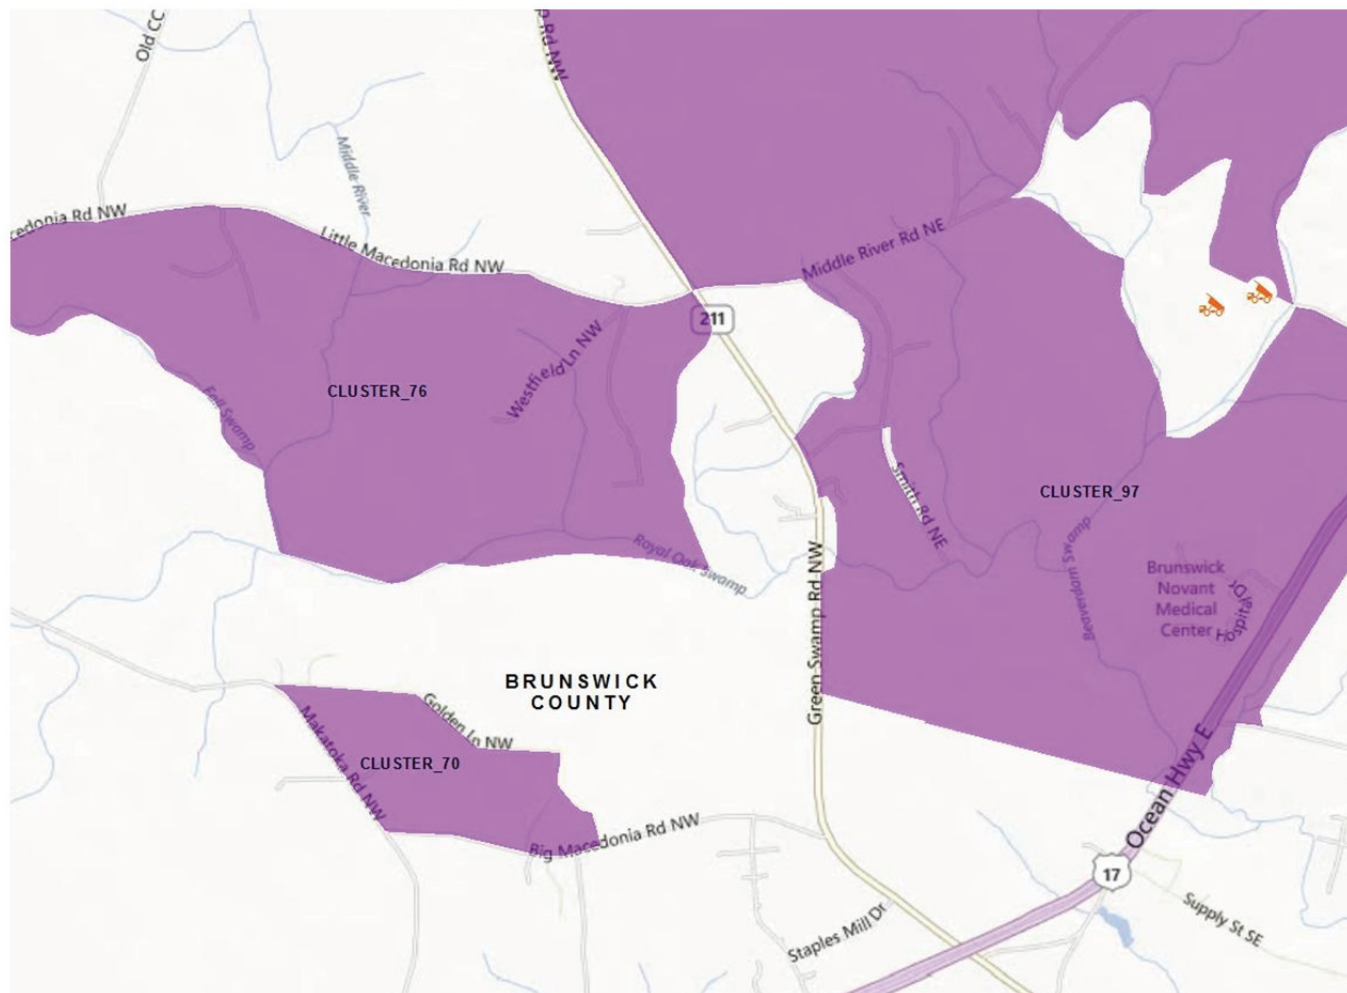 Old CC
Rd NW
Middle River
cedonia Rd NW
Little Macedonia Rd NW
Middle River Rd NE
211
Westfield Ln NW
CLUSTER_76
Fell Swamp
Smith Rd NE
CLUSTER_97
Royal Oak Swamp
Green Swamp Rd NW
Beaverdam Swamp
Brunswick
Novant
Medical
Center
Hospital Dr
BRUNSWICK
COUNTY
Golden Ln NW
Makatoka Rd NW
CLUSTER_70
Big Macedonia Rd NW
Ocean Hwy E
17
Supply St SE
Staples Mill Dr